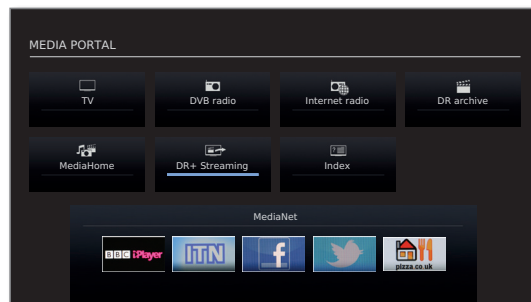 MEDIA PORTAL
TV
DVB radio
Internet radio
DR archive
MediaHome
DR+ Streaming
Index
MediaNet
BBC iPlayer
ITN
f
pizza.co.uk